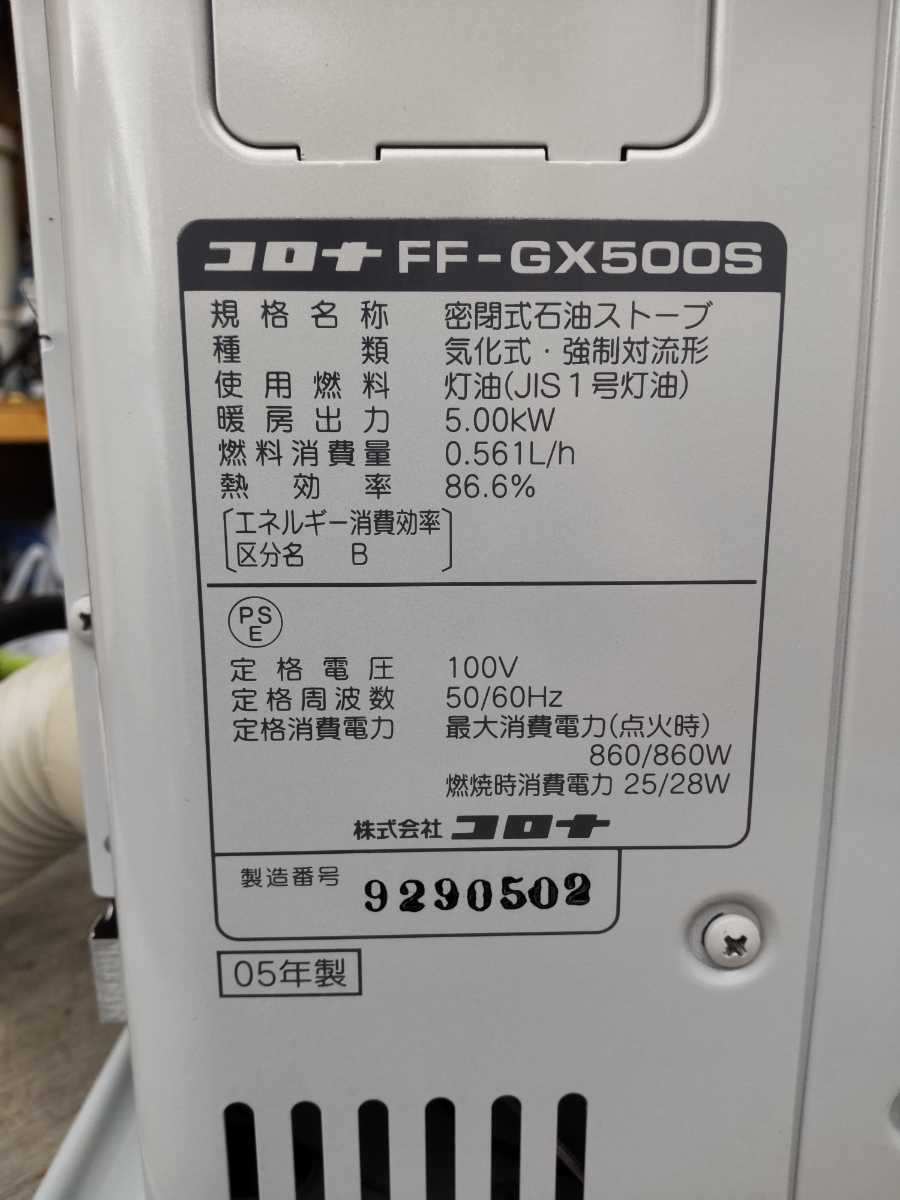 コロナ FF-GX500S
規格名称 密閉式石油ストーブ
種類 気化式・強制対流形
使用燃料 灯油(JIS1号灯油)
暖房出力 5.00kW
燃料消費量 0.561L/h
熱効率 86.6%
[エネルギー消費効率
区分名 B]
PS
E
定格電圧 100V
定格周波数 50/60Hz
定格消費電力 最大消費電力(点火時)
860/860W
燃焼時消費電力 25/28W
株式会社 コロナ
製造番号 9290502
05年製